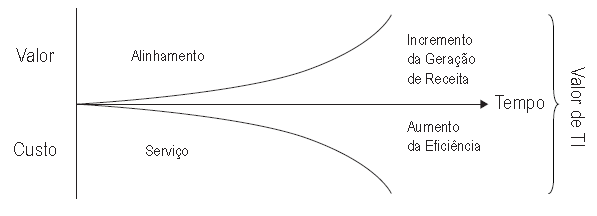 Valor
Alinhamento
Incremento
da Geração
de Receita
Tempo
Valor de TI
Custo
Serviço
Aumento
da Eficiência